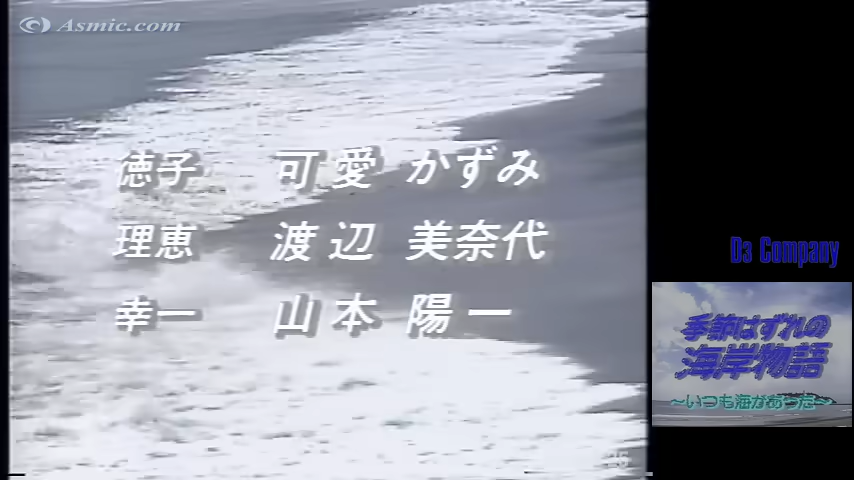 Asmic.com
徳子 可愛 かずみ
理恵 渡辺 美奈代
幸一 山本 陽一
D3 Company
季節はずれの
海岸物語
～いつも海があった～